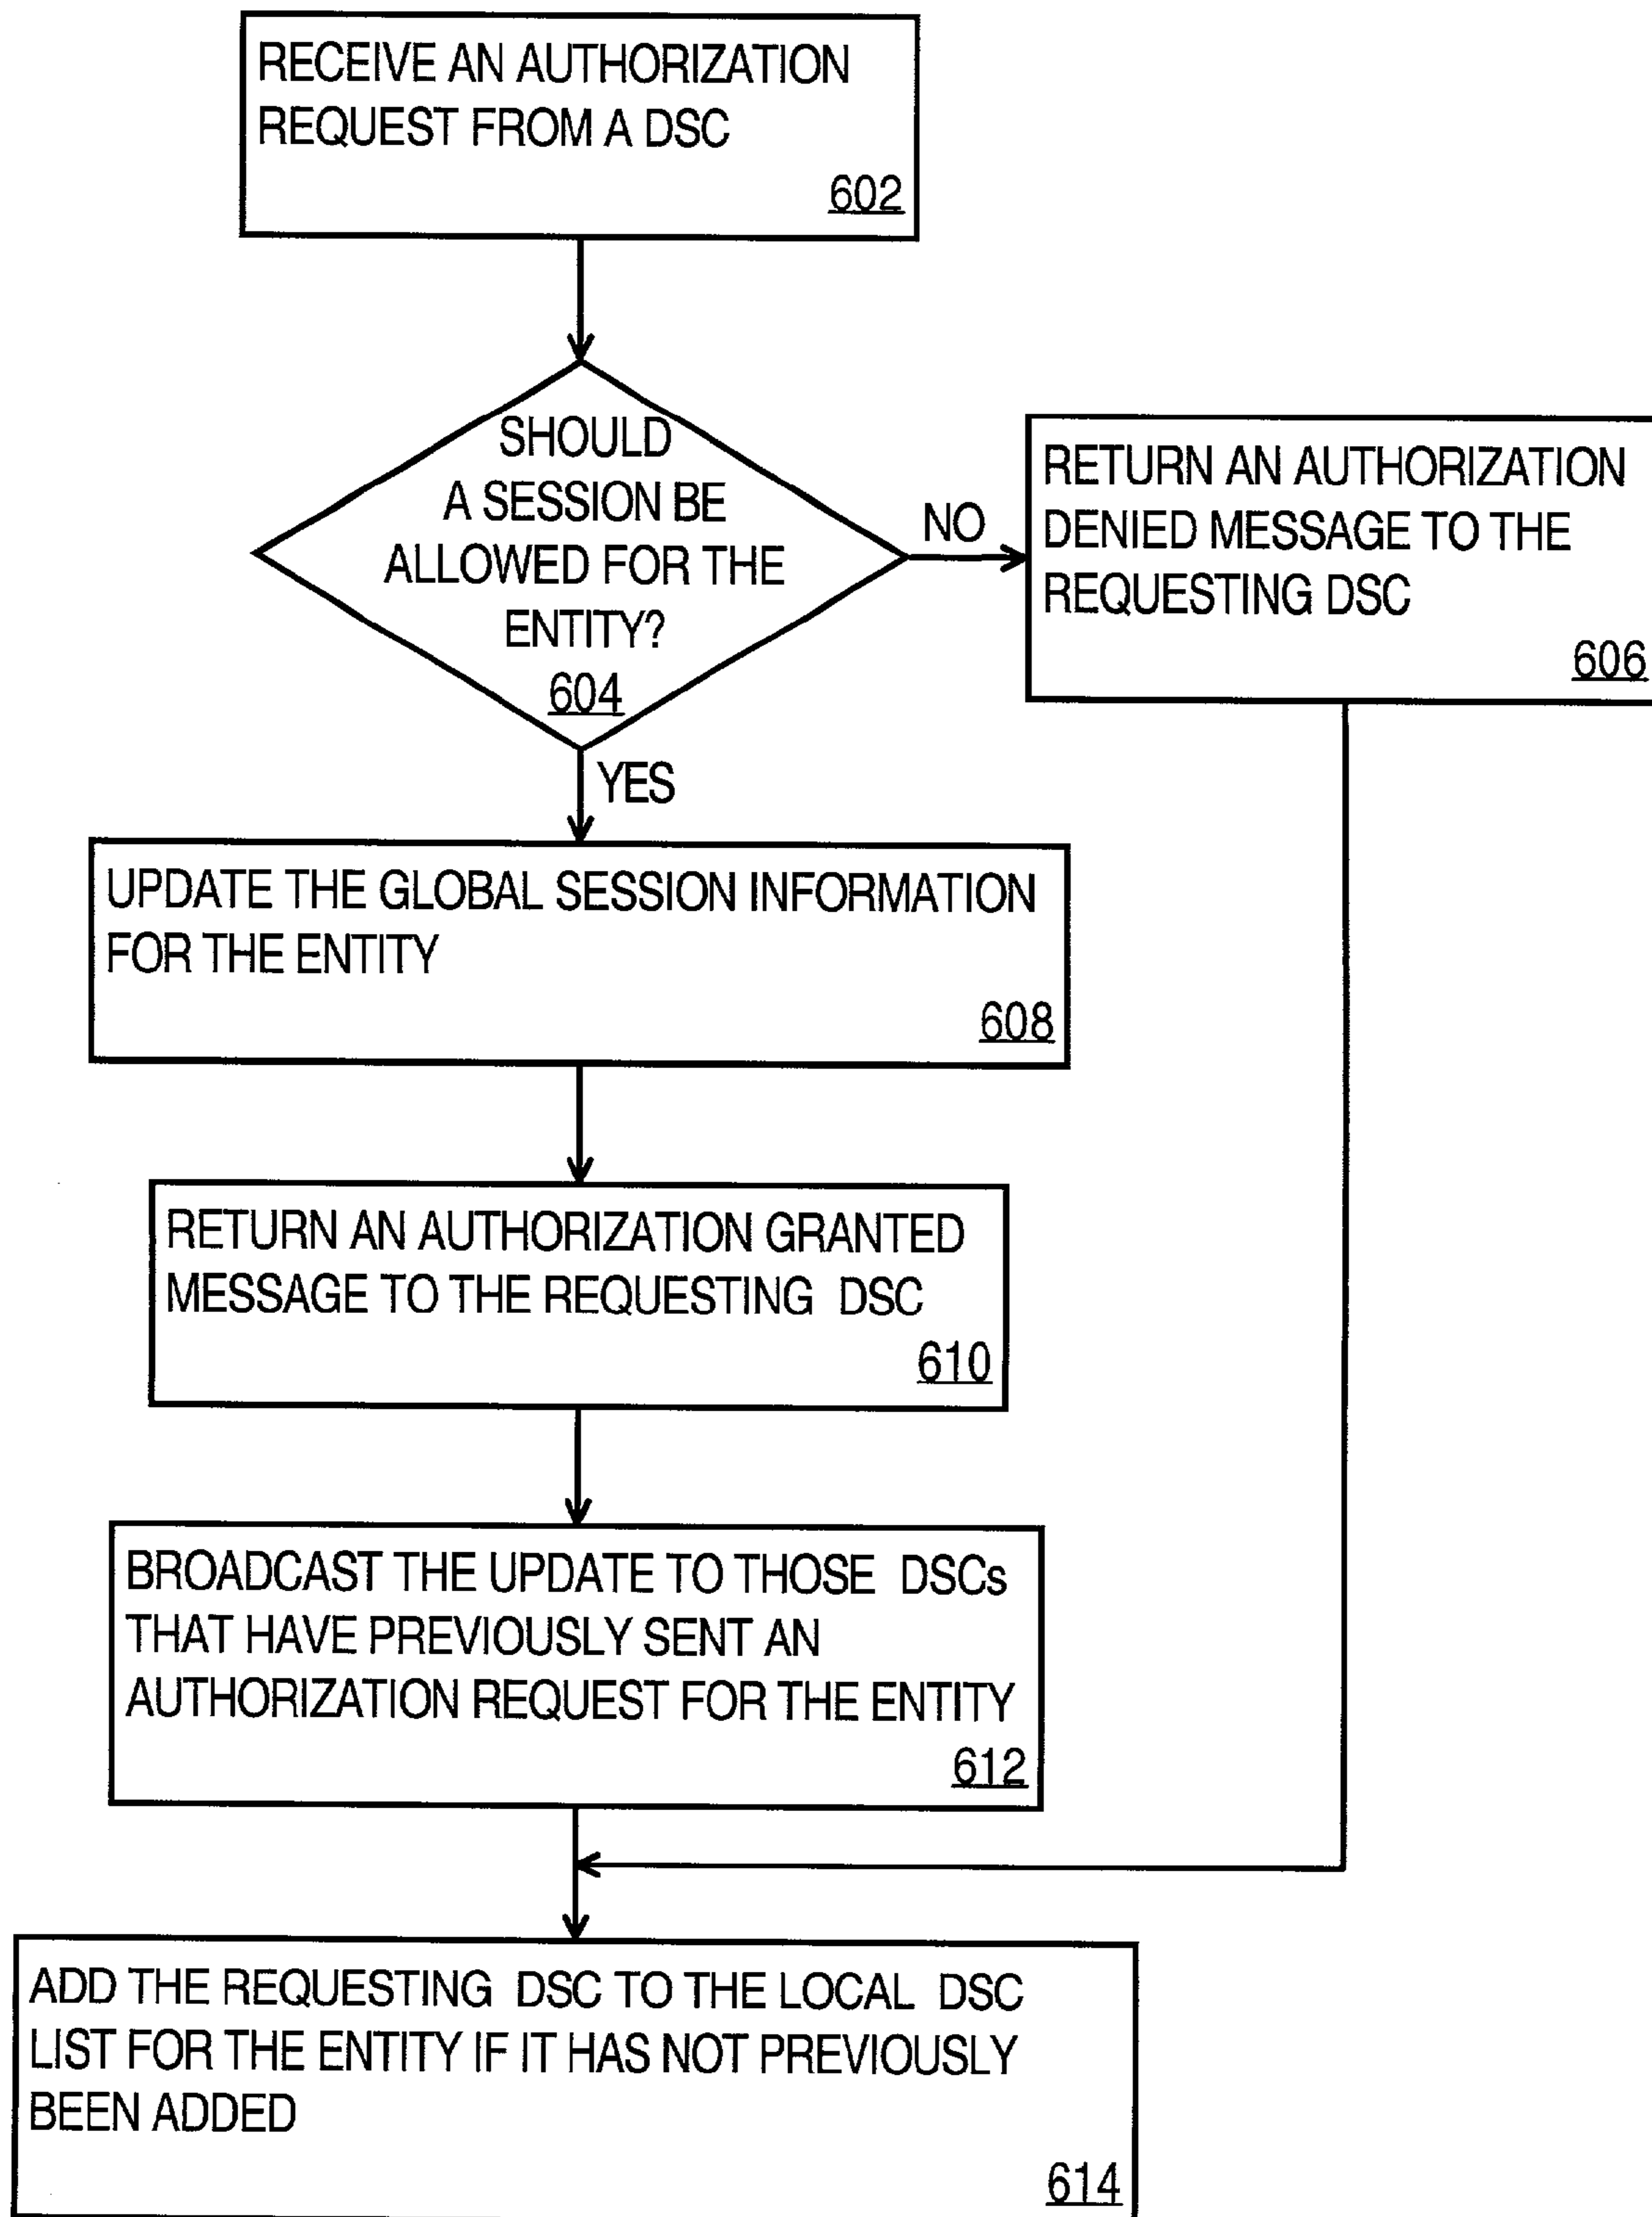 RECEIVE AN AUTHORIZATION
REQUEST FROM A DSC
602
SHOULD
A SESSION BE
ALLOWED FOR THE
ENTITY?
604
NO
RETURN AN AUTHORIZATION
DENIED MESSAGE TO THE
REQUESTING DSC
606
YES
UPDATE THE GLOBAL SESSION INFORMATION
FOR THE ENTITY
608
RETURN AN AUTHORIZATION GRANTED
MESSAGE TO THE REQUESTING DSC
610
BROADCAST THE UPDATE TO THOSE DSCs
THAT HAVE PREVIOUSLY SENT AN
AUTHORIZATION REQUEST FOR THE ENTITY
612
ADD THE REQUESTING DSC TO THE LOCAL DSC
LIST FOR THE ENTITY IF IT HAS NOT PREVIOUSLY
BEEN ADDED
614